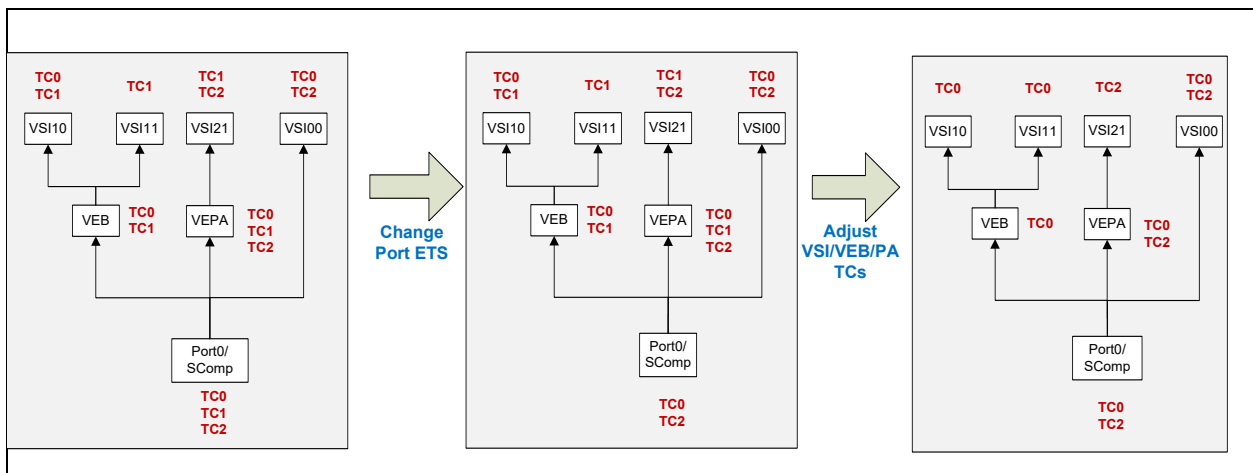 TC0
TC1
TC1
TC1
TC2
TC0
TC2
VSI10
VSI11
VSI21
VSI00
VEB
TC0
TC1
VEPA
TC0
TC1
TC2
Port0/
SComp
TC0
TC1
TC2
Change
Port ETS
TC0
TC1
TC1
TC1
TC2
TC0
TC2
VSI10
VSI11
VSI21
VSI00
VEB
TC0
TC1
VEPA
TC0
TC1
TC2
Port0/
SComp
TC0
TC2
Adjust
VSI/VEB/PA
TCs
TC0
TC0
TC2
TC0
TC2
VSI10
VSI11
VSI21
VSI00
VEB
TC0
VEPA
TC0
TC2
Port0/
SComp
TC0
TC2